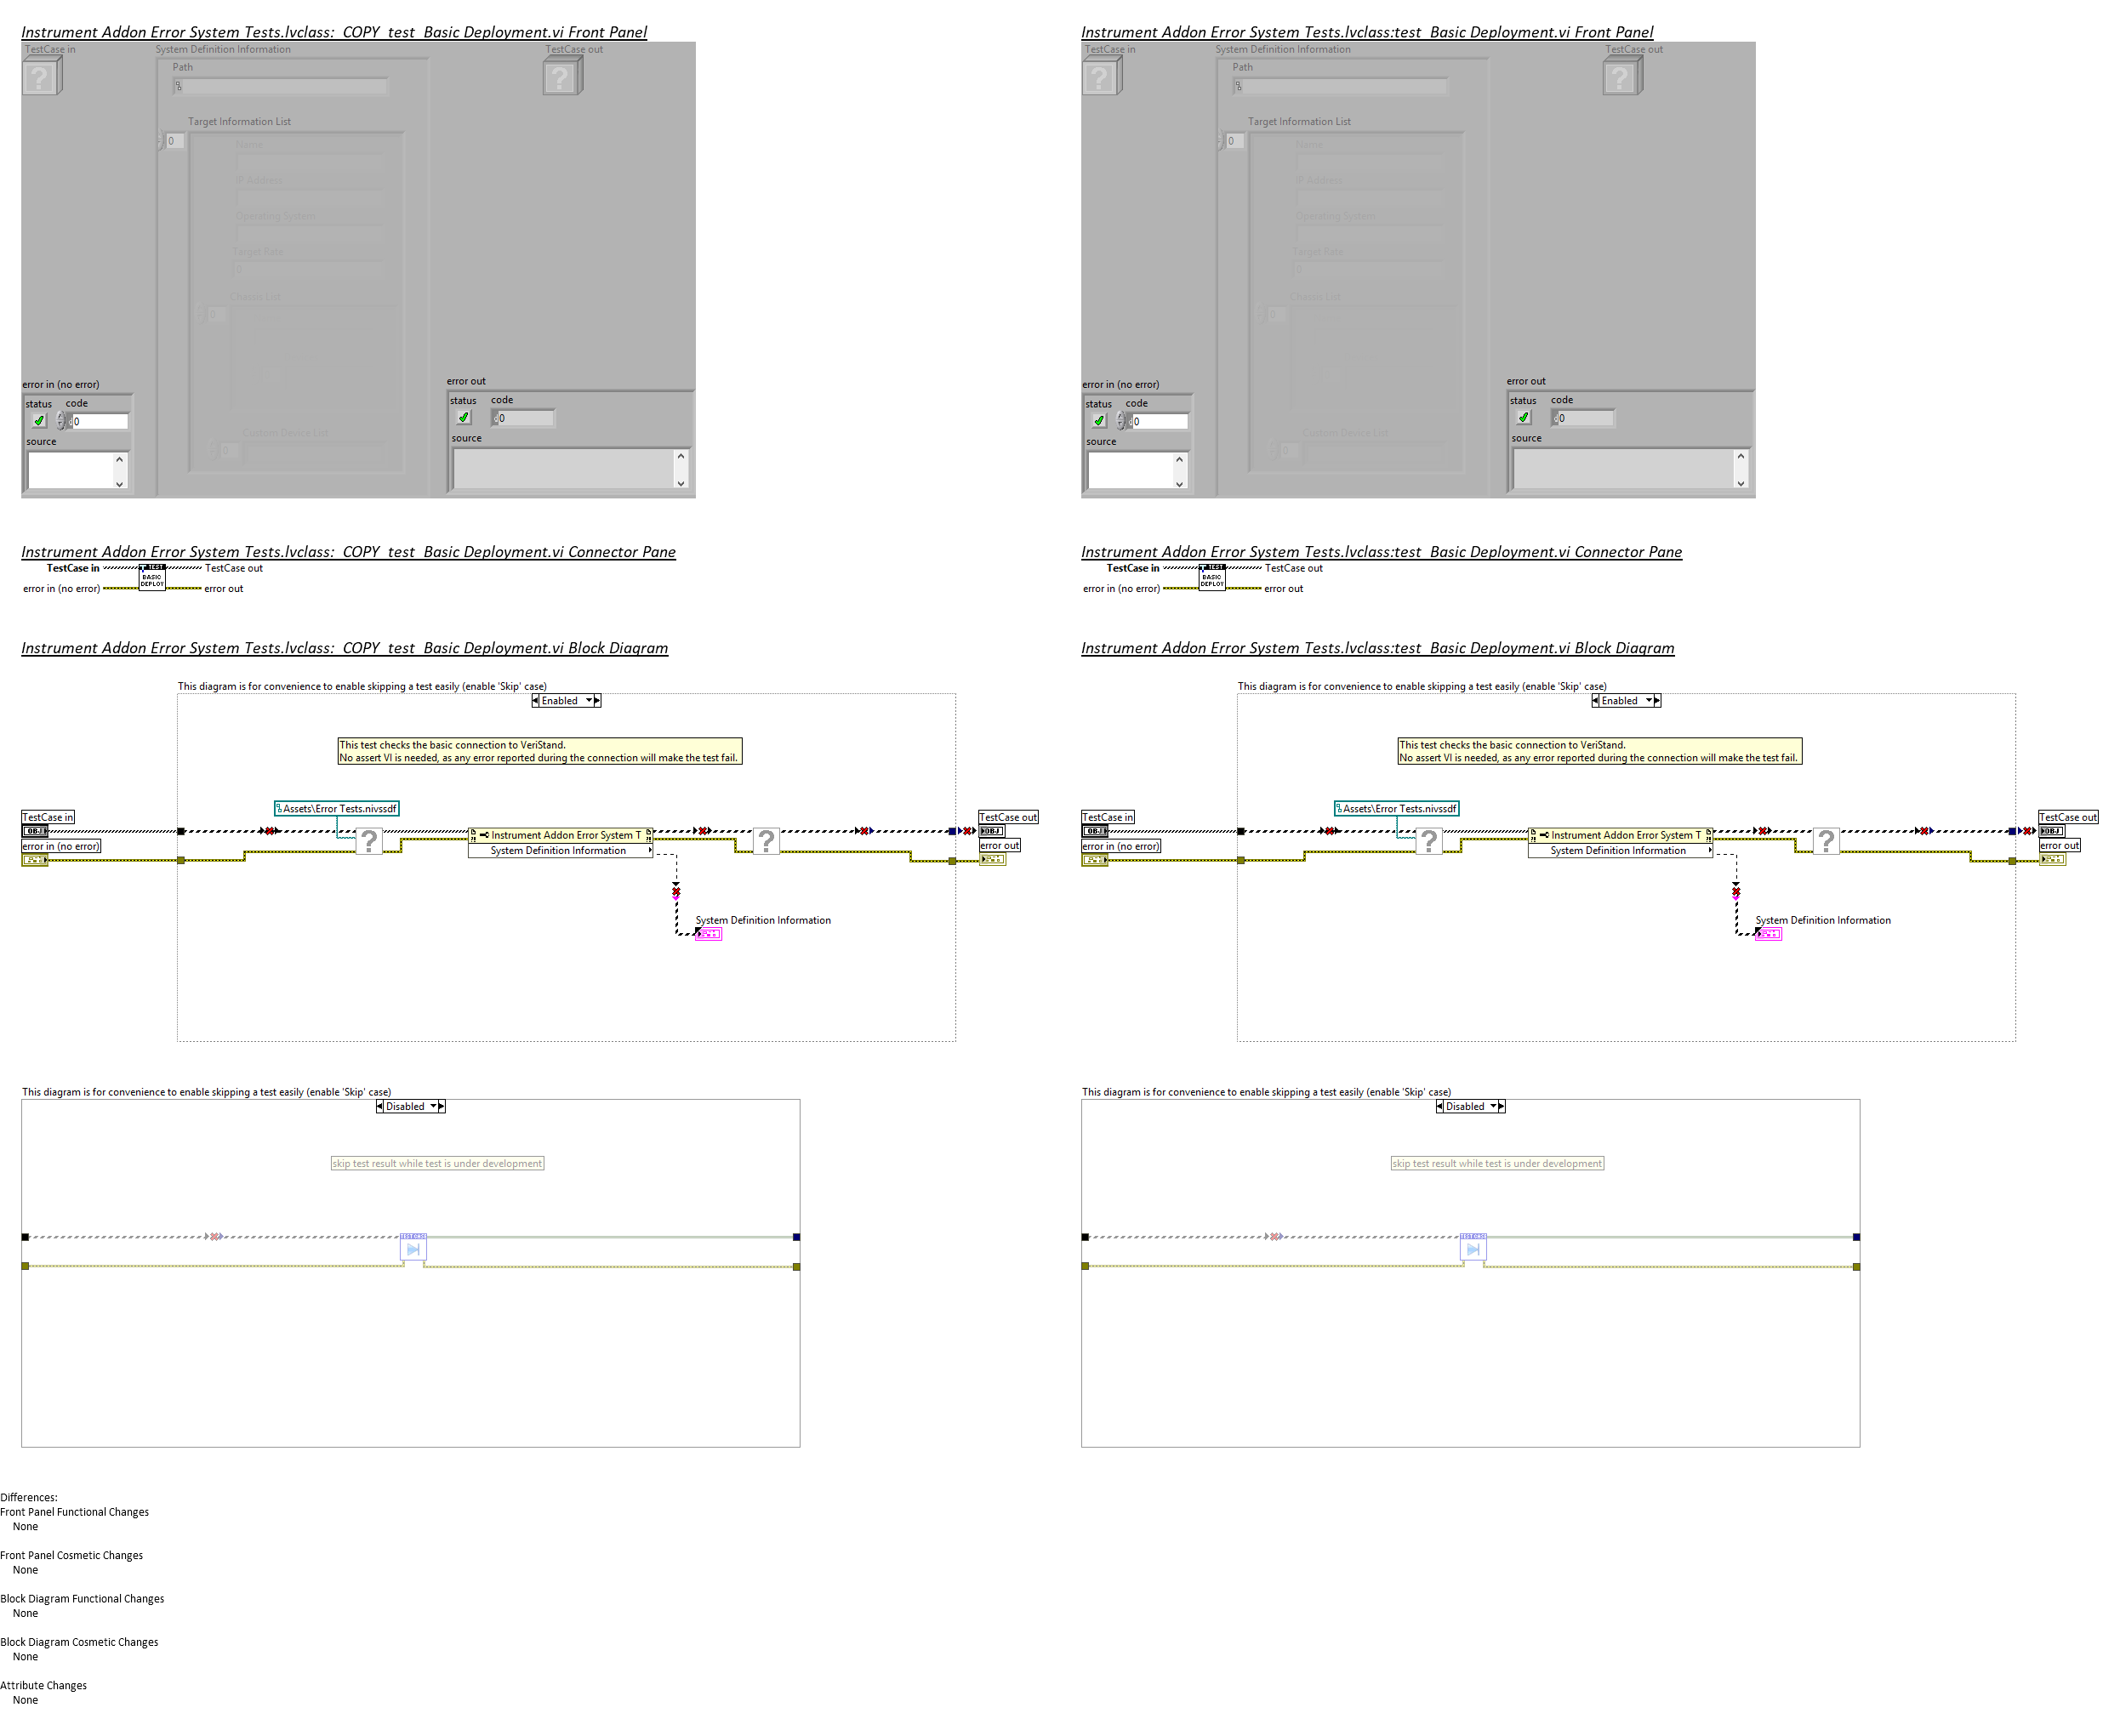 Instrument Addon Error System Tests.lvclass:_COPY_test_Basic Deployment.vi Front Panel
TestCase in
System Definition Information
TestCase out
Path
Target Information List
0
Name
IP Address
Operating System
Target Rate
0
Chassis List
0
Custom Device List
0
error in (no error)
status
code
0
source
error out
status
code
0
source
Instrument Addon Error System Tests.lvclass:test_Basic Deployment.vi Front Panel
TestCase in
System Definition Information
TestCase out
Path
Target Information List
0
Name
IP Address
Operating System
Target Rate
0
Chassis List
0
Custom Device List
0
error in (no error)
status
code
0
source
error out
status
code
0
source
Instrument Addon Error System Tests.lvclass:_COPY_test_Basic Deployment.vi Connector Pane
TestCase in
TEST
BASIC
DEPLOY
TestCase out
error in (no error)
error out
Instrument Addon Error System Tests.lvclass:test_Basic Deployment.vi Connector Pane
TestCase in
TEST
BASIC
DEPLOY
TestCase out
error in (no error)
error out
Instrument Addon Error System Tests.lvclass:_COPY_test_Basic Deployment.vi Block Diagram
This diagram is for convenience to enable skipping a test easily (enable 'Skip' case)
Enabled
This test checks the basic connection to VeriStand.
No assert VI is needed, as any error reported during the connection will make the test fail.
Assets\Error Tests.nivssdf
TestCase in
OBJ
error in (no error)
Instrument Addon Error System T
System Definition Information
TestCase out
OBJ
error out
System Definition Information
This diagram is for convenience to enable skipping a test easily (enable 'Skip' case)
Disabled
skip test result while test is under development
Instrument Addon Error System Tests.lvclass:test_Basic Deployment.vi Block Diagram
This diagram is for convenience to enable skipping a test easily (enable 'Skip' case)
Enabled
This test checks the basic connection to VeriStand.
No assert VI is needed, as any error reported during the connection will make the test fail.
Assets\Error Tests.nivssdf
TestCase in
OBJ
error in (no error)
Instrument Addon Error System T
System Definition Information
TestCase out
OBJ
error out
System Definition Information
This diagram is for convenience to enable skipping a test easily (enable 'Skip' case)
Disabled
skip test result while test is under development
Differences:
Front Panel Functional Changes
None
Front Panel Cosmetic Changes
None
Block Diagram Functional Changes
None
Block Diagram Cosmetic Changes
None
Attribute Changes
None